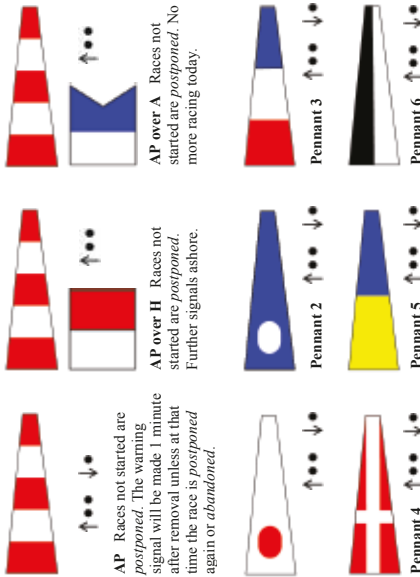 AP Races not started are
postponed. The warning
signal will be made 1 minute
after removal unless at that
time the race is postponed
again or abandoned.
AP over H Races not
started are postponed.
Further signals ashore.
AP over A Races not
started are postponed. No
more racing today.
Pennant 2
Pennant 3
Pennant 4
Pennant 5
Pennant 6